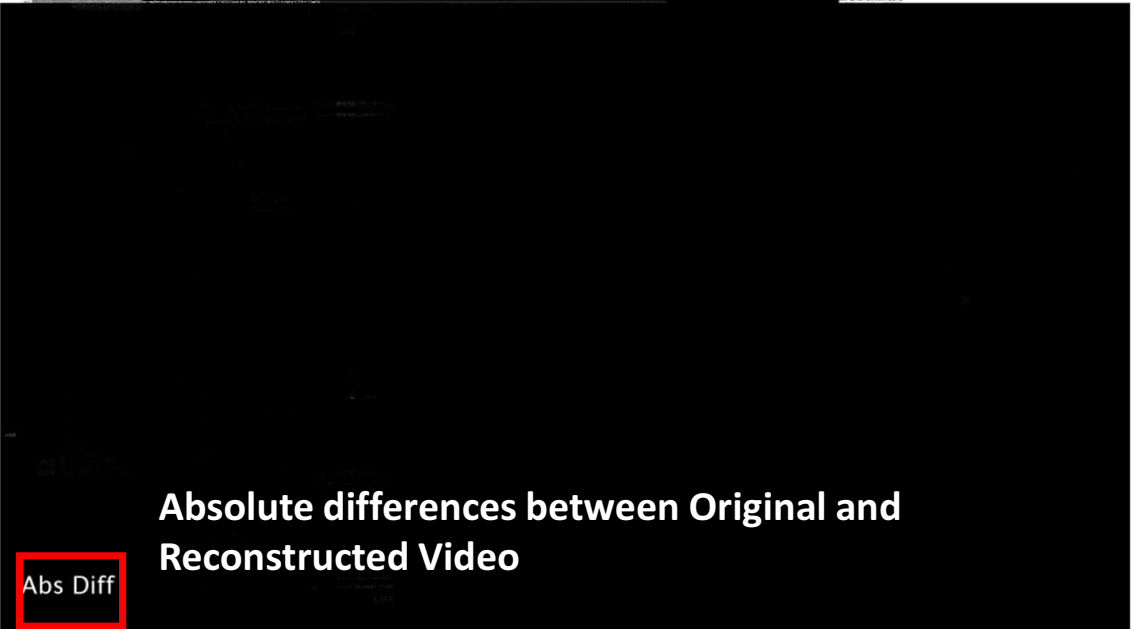 Absolute differences between Original and
Reconstructed Video
Abs Diff